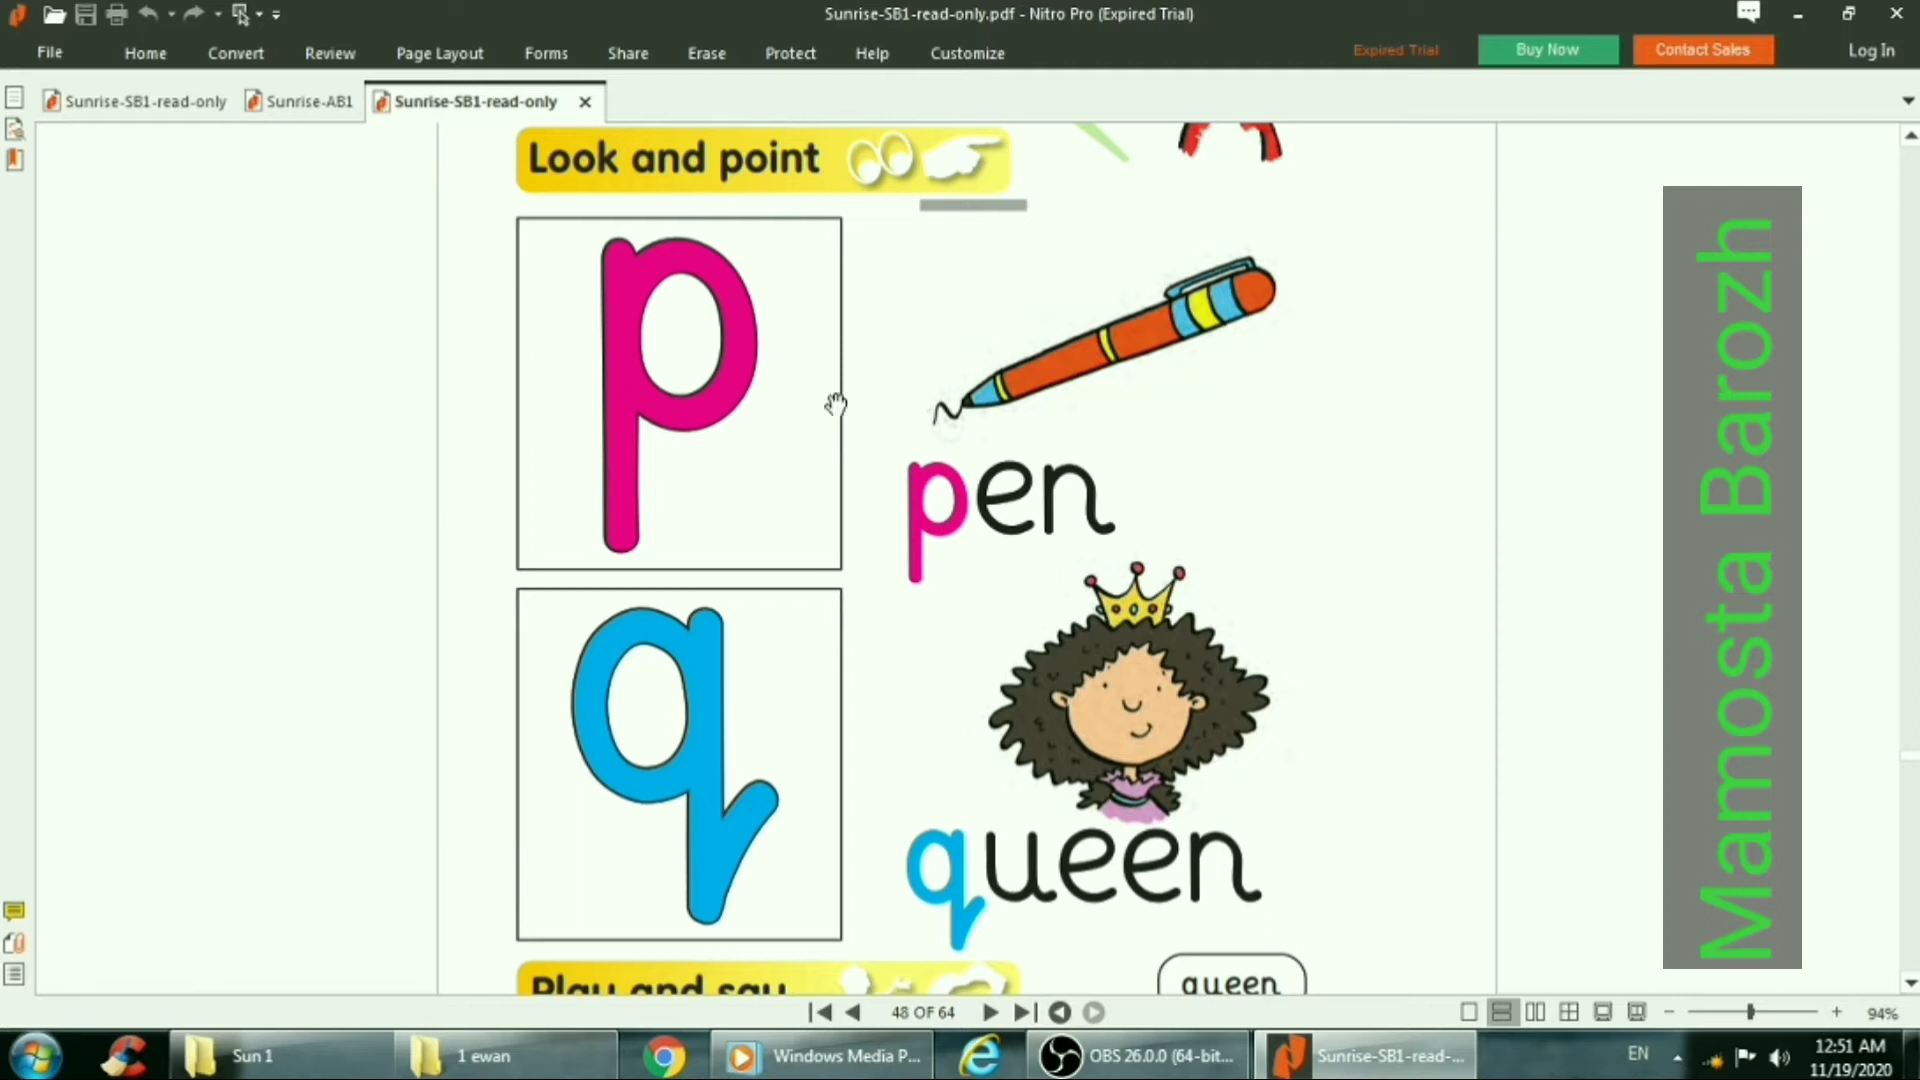 Sunrise-SB1-read-only.pdf - Nitro Pro (Expired Trial)
File Home Convert Review Page Layout Forms Share Erase Protect Help Customize Expired Trial Buy Now Contact Sales Log In
Sunrise-SB1-read-only Sunrise-AB1 Sunrise-SB1-read-only
Look and point
p
pen
q
queen
Play and say
queen
Mamosta Barozh
48 OF 64
94%
Sun 1 1 ewan Windows Media P... OBS 26.0.0 (64-bit... Sunrise-SB1-read-... EN 12:51 AM
11/19/2020